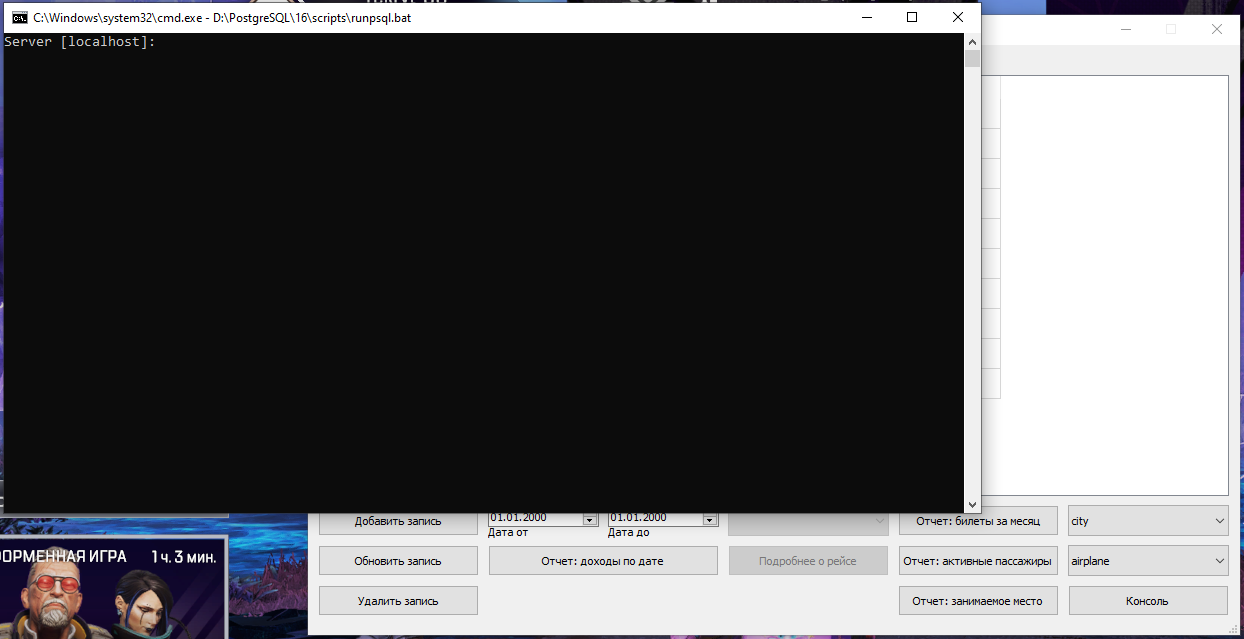 C:\Windows\system32\cmd.exe - D:\PostgreSQL\16\scripts\runpsql.bat
Server [localhost]:
Добавить запись
01.01.2000
01.01.2000
Отчет: билеты за месяц
city
Дата от
Дата до
Обновить запись
Отчет: доходы по дате
Подробнее о рейсе
Отчет: активные пассажиры
airplane
Удалить запись
Отчет: занимаемое место
Консоль
ОРМЕННАЯ ИГРА
1 ч. 3 мин.